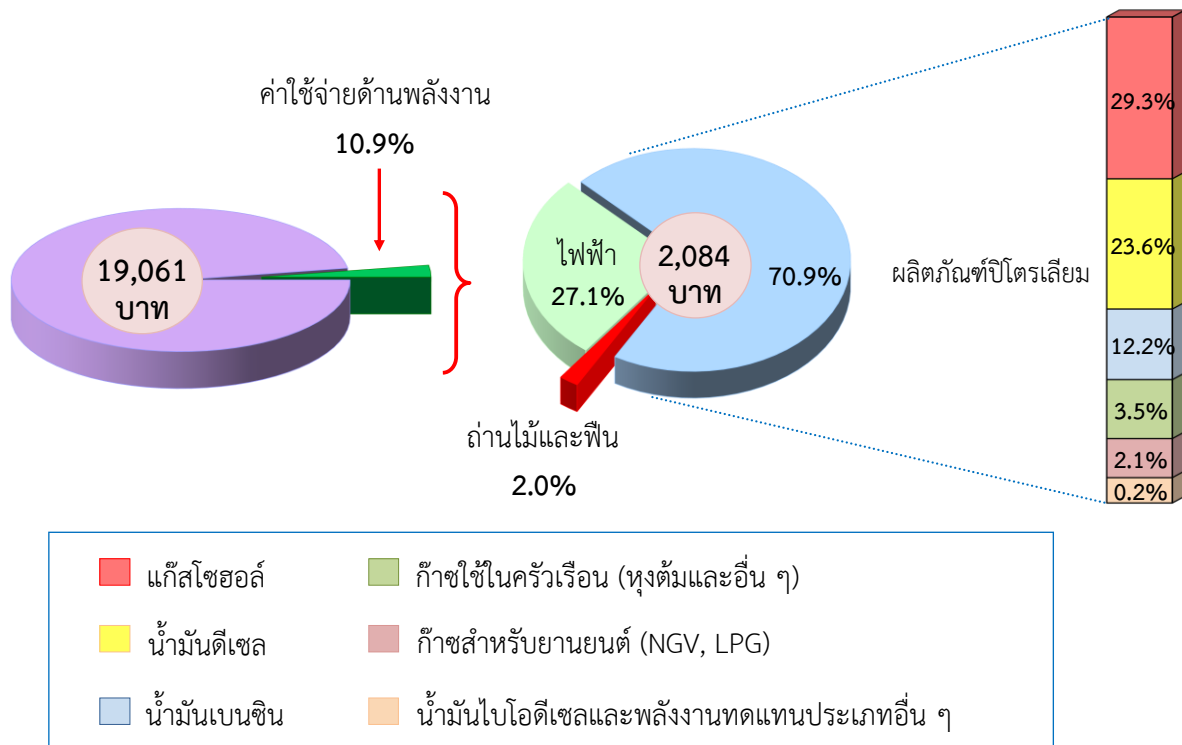 ค่าใช้จ่ายด้านพลังงาน
10.9%
19,061
บาท
ไฟฟ้า
27.1%
2,084
บาท
70.9%
ถ่านไม้และฟืน
2.0%
ผลิตภัณฑ์ปิโตรเลียม
29.3%
23.6%
12.2%
3.5%
2.1%
0.2%
แก๊สโซฮอล์
ก๊าซใช้ในครัวเรือน (หุงต้มและอื่น ๆ)
น้ำมันดีเซล
ก๊าซสำหรับยานยนต์ (NGV, LPG)
น้ำมันเบนซิน
น้ำมันไบโอดีเซลและพลังงานทดแทนประเภทอื่น ๆ